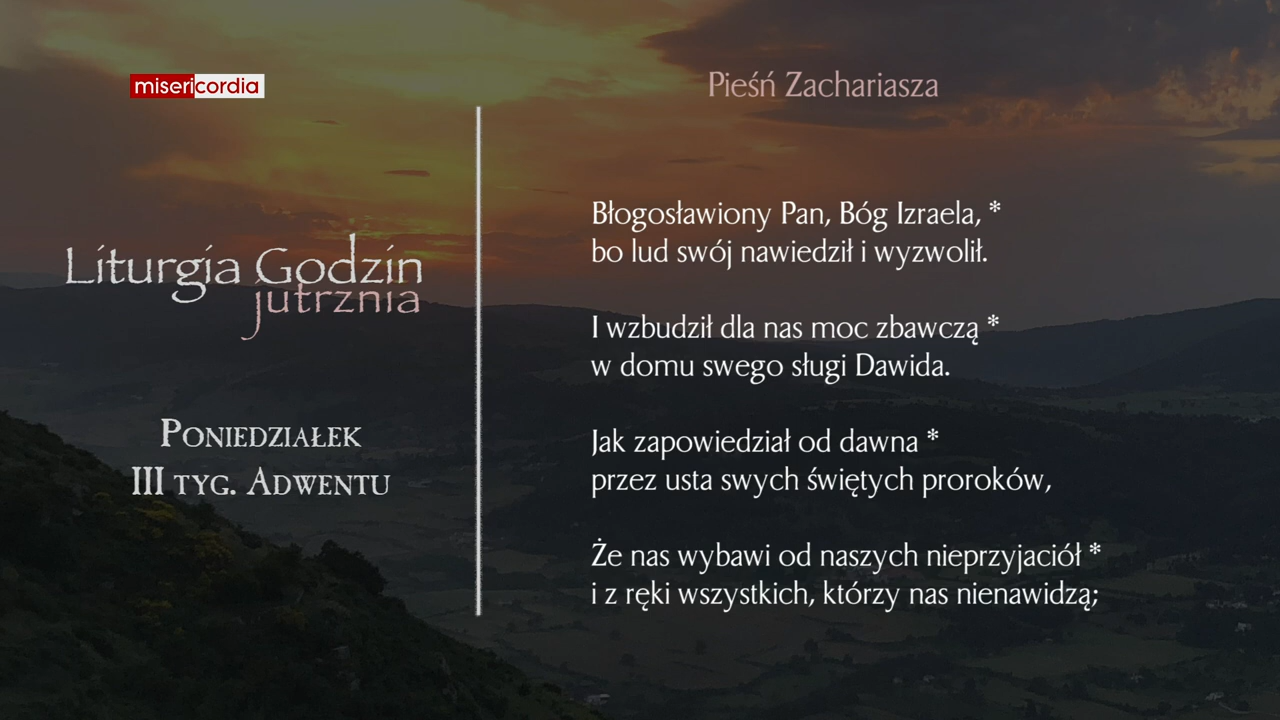 misericordia
Liturgia Godzin
jutrznia
Poniedziałek
III tyg. Adwentu
Pieśń Zachariasza
Błogosławiony Pan, Bóg Izraela, *
bo lud swój nawiedził i wyzwolił.
I wzbudził dla nas moc zbawczą *
w domu swego sługi Dawida.
Jak zapowiedział od dawna *
przez usta swych świętych proroków,
Że nas wybawi od naszych nieprzyjaciół *
i z ręki wszystkich, którzy nas nienawidzą;